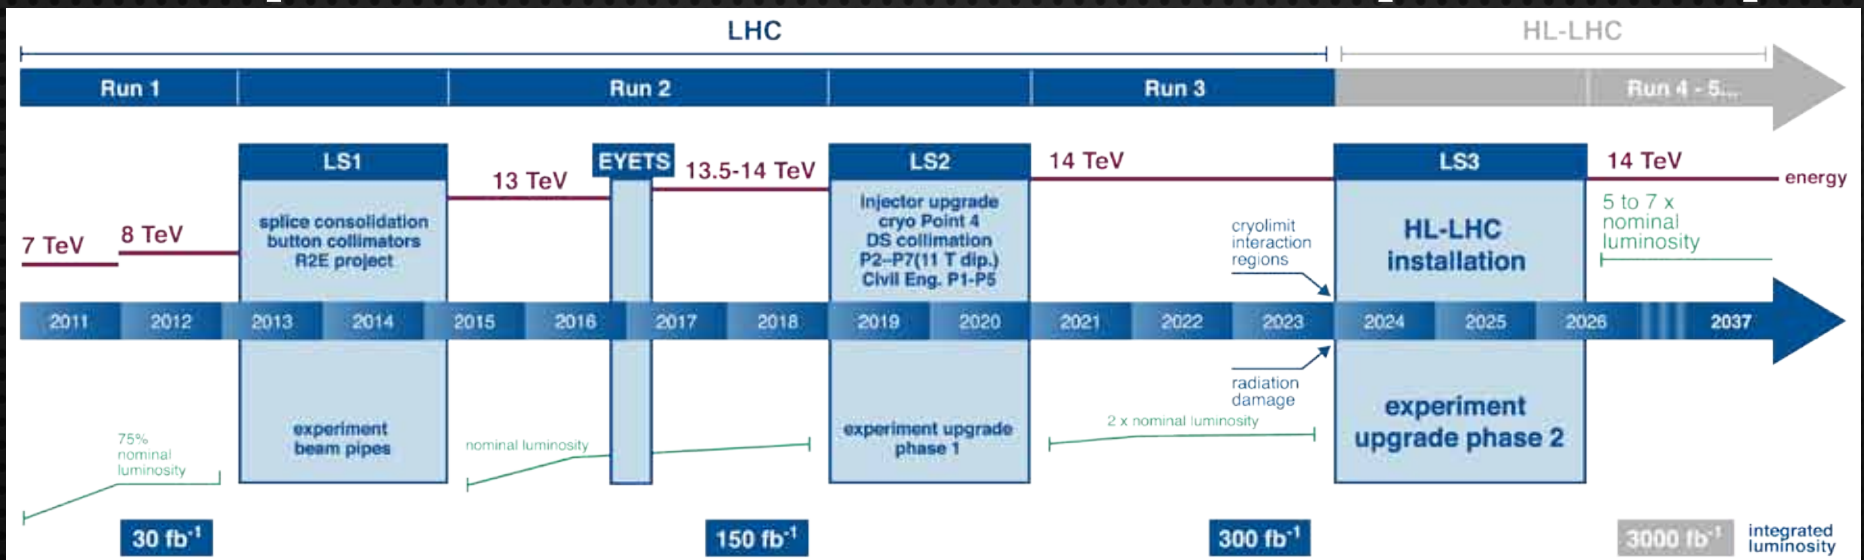 LHC
HL-LHC
Run 1
Run 2
Run 3
Run 4 - 5...
LS1
EYETS
LS2
LS3
7 TeV
8 TeV
13 TeV
13.5-14 TeV
14 TeV
14 TeV
energy
splice consolidation
button collimators
R2E project
injector upgrade
cryo Point 4
DS collimation
P2-P7(11 T dip.)
Civil Eng. P1-P5
cryolimit
interaction
regions
HL-LHC
installation
5 to 7 x
nominal
luminosity
2011
2012
2013
2014
2015
2016
2017
2018
2019
2020
2021
2022
2023
2024
2025
2026
2037
75%
nominal
luminosity
experiment
beam pipes
nominal luminosity
experiment upgrade
phase 1
2 x nominal luminosity
radiation
damage
experiment
upgrade phase 2
30 fb⁻¹
150 fb⁻¹
300 fb⁻¹
3000 fb⁻¹
integrated
luminosity